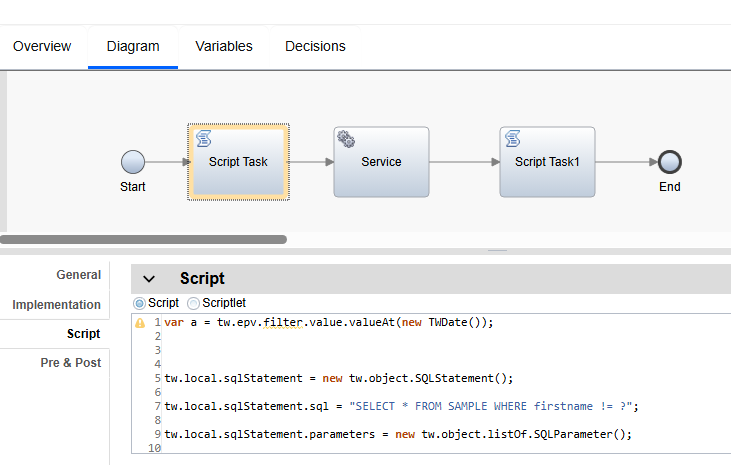 Overview Diagram Variables Decisions
Script Task Service Script Task1
Start End
General
Implementation
Script
Pre & Post
Script
Script Scriptlet
1 var a = tw.epv.filter.value.valueAt(new TWDate());
2
3
4
5 tw.local.sqlStatement = new tw.object.SQLStatement();
6
7 tw.local.sqlStatement.sql = "SELECT * FROM SAMPLE WHERE firstname != ?";
8
9 tw.local.sqlStatement.parameters = new tw.object.listOf.SQLParameter();
10